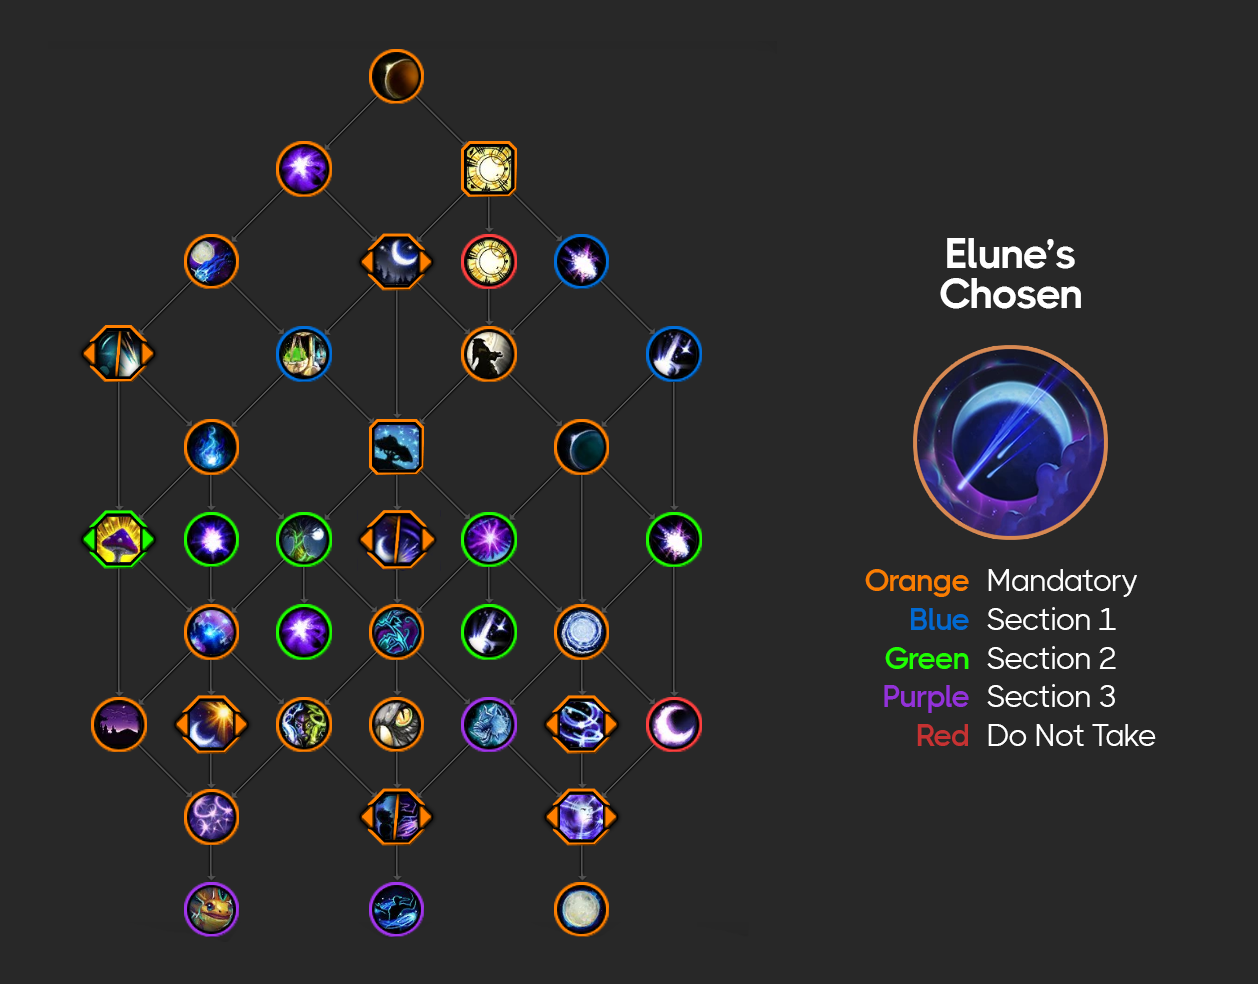 Elune's
Chosen
Orange Mandatory
Blue Section 1
Green Section 2
Purple Section 3
Red Do Not Take